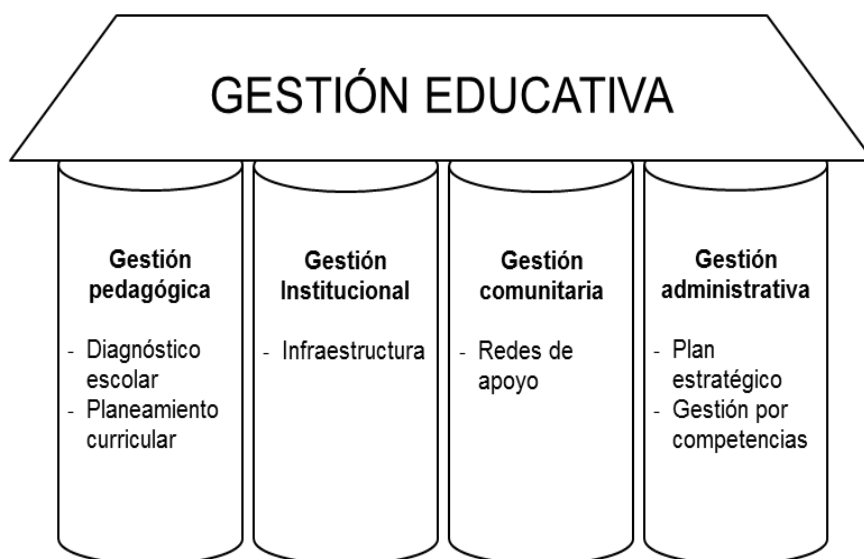 GESTIÓN EDUCATIVA
Gestión
pedagógica
- Diagnóstico
escolar
- Planeamiento
curricular
Gestión
Institucional
- Infraestructura
Gestión
comunitaria
- Redes de
apoyo
Gestión
administrativa
- Plan
estratégico
- Gestión por
competencias